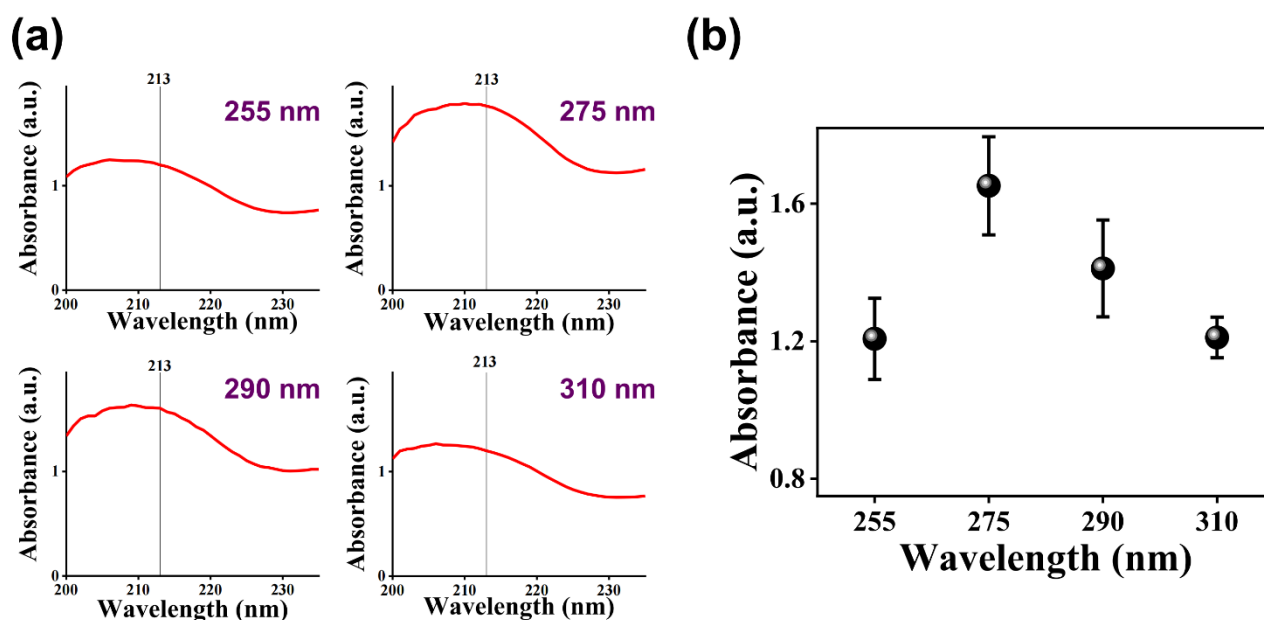 (a)
213
255 nm
Absorbance (a.u.)
1
0
200 210 220 230
Wavelength (nm)
213
275 nm
Absorbance (a.u.)
1
0
200 210 220 230
Wavelength (nm)
213
290 nm
Absorbance (a.u.)
1
0
200 210 220 230
Wavelength (nm)
213
310 nm
Absorbance (a.u.)
1
0
200 210 220 230
Wavelength (nm)
(b)
Absorbance (a.u.)
1.6
1.2
0.8
255 275 290 310
Wavelength (nm)